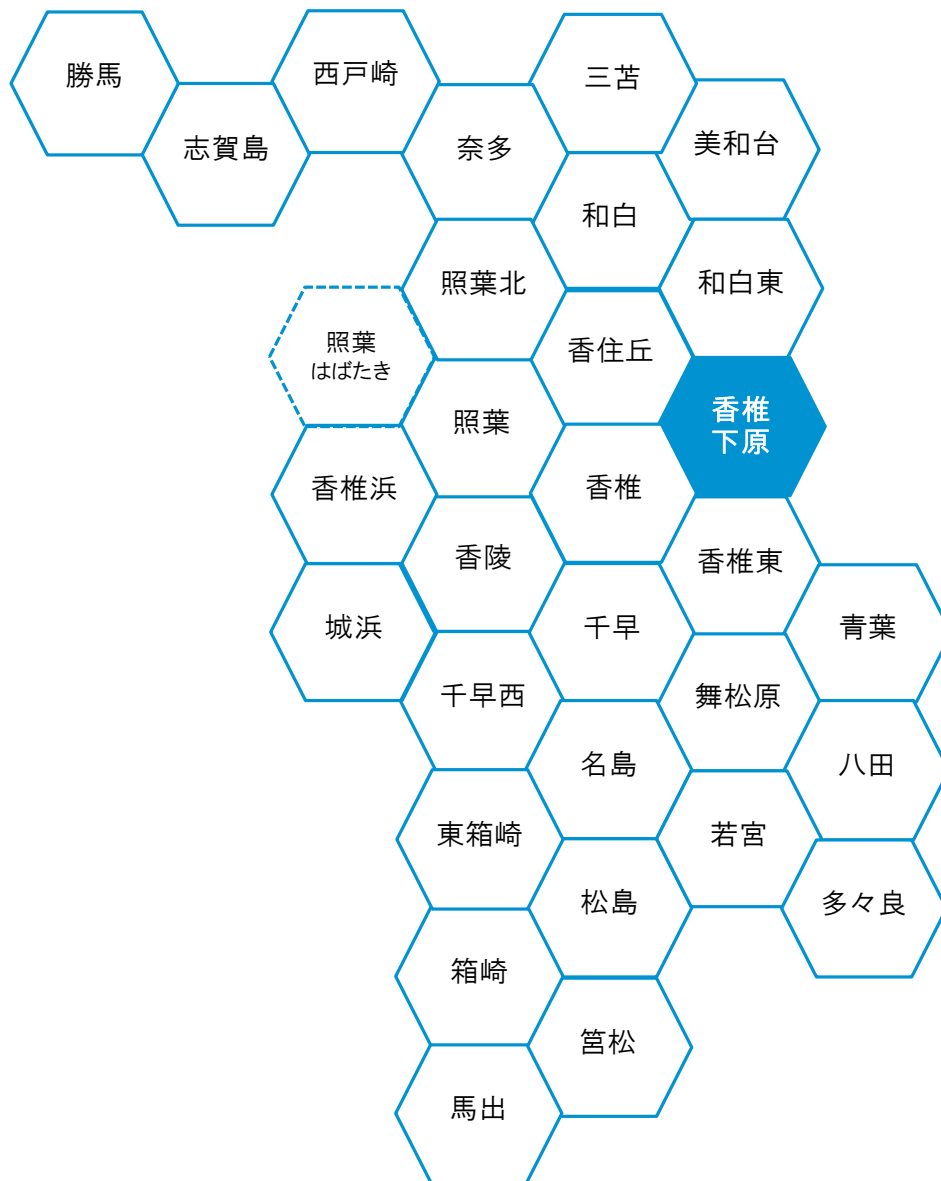 勝馬
西戸崎
三苫
志賀島
奈多
美和台
和白
照葉北
和白東
照葉
はばたき
香住丘
照葉
香椎
下原
香椎浜
香椎
香陵
香椎東
城浜
千早
青葉
千早西
舞松原
名島
八田
東箱崎
若宮
松島
多々良
箱崎
筥松
馬出